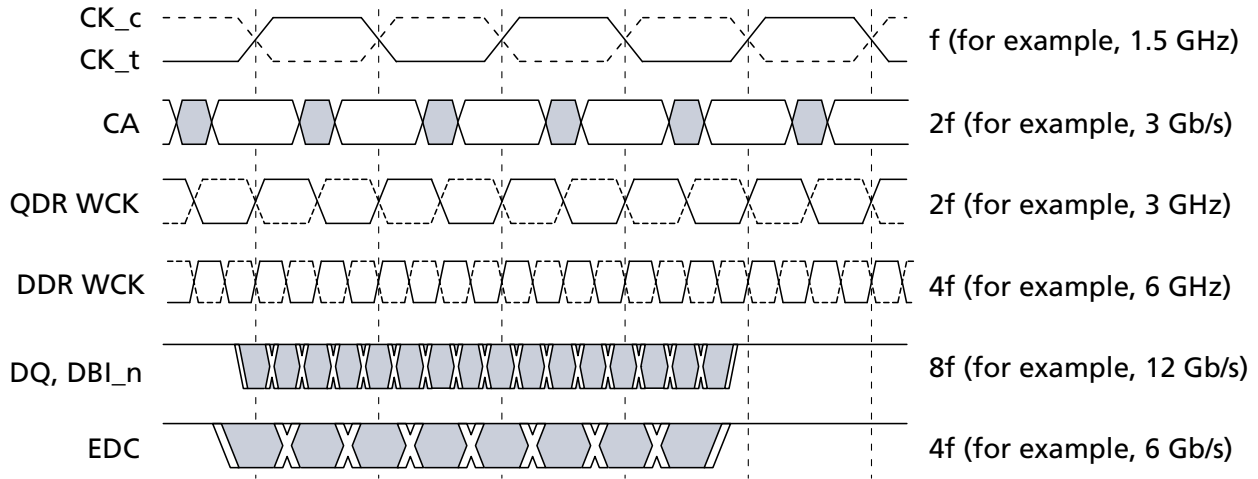 CK_c
CK_t
f (for example, 1.5 GHz)
CA
2f (for example, 3 Gb/s)
QDR WCK
2f (for example, 3 GHz)
DDR WCK
4f (for example, 6 GHz)
DQ, DBI_n
8f (for example, 12 Gb/s)
EDC
4f (for example, 6 Gb/s)